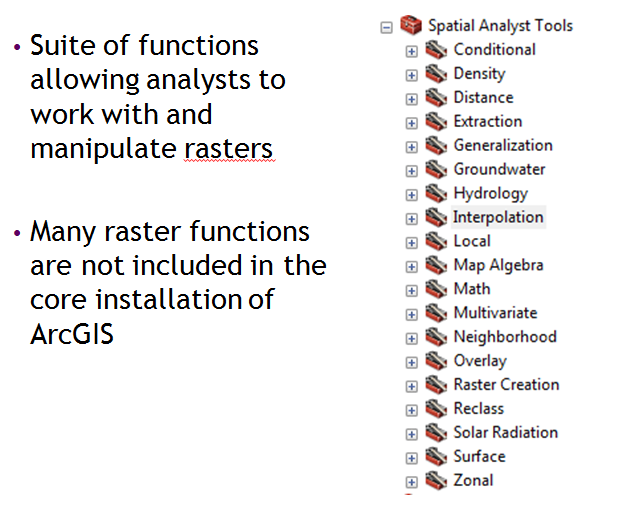 • Suite of functions
allowing analysts to
work with and
manipulate rasters
• Many raster functions
are not included in the
core installation of
ArcGIS
Spatial Analyst Tools
Conditional
Density
Distance
Extraction
Generalization
Groundwater
Hydrology
Interpolation
Local
Map Algebra
Math
Multivariate
Neighborhood
Overlay
Raster Creation
Reclass
Solar Radiation
Surface
Zonal